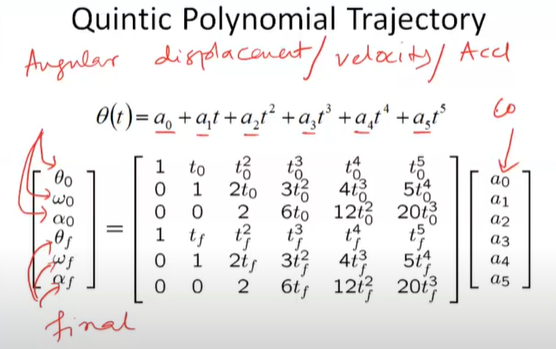 Quintic Polynomial Trajectory
Angular displacement/velocity/Accl
θ(t)= a₀ +a₁t +a₂t² +a₃t³ +a₄t⁴ +a₅t⁵
Co
θ0 1 t0 t0² t0³ t0⁴ t0⁵ a0
ω0 0 1 2t0 3t0² 4t0³ 5t0⁴ a1
α0 = 0 0 2 6t0 12t0² 20t0³ a2
θf 1 tf tf² tf³ tf⁴ tf⁵ a3
ωf 0 1 2tf 3tf² 4tf³ 5tf⁴ a4
αf 0 0 2 6tf 12tf² 20tf³ a5
final